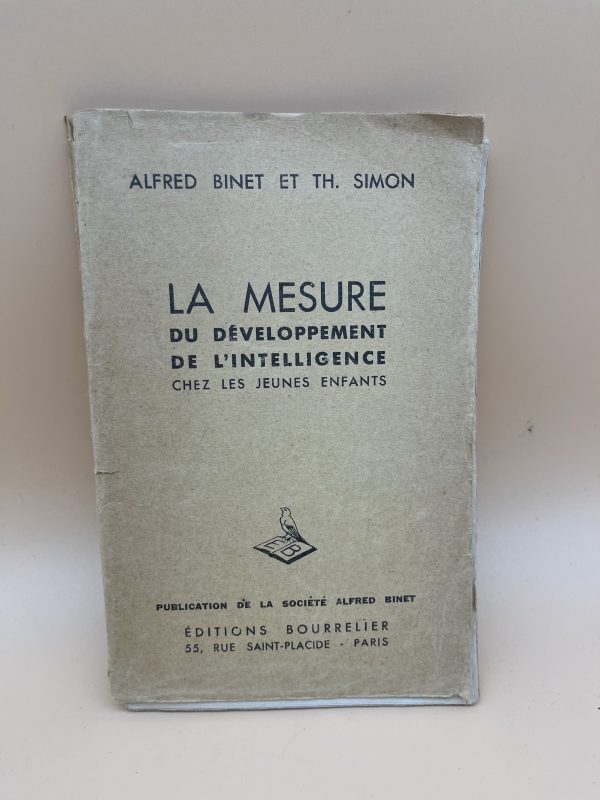 ALFRED BINET ET TH. SIMON
LA MESURE
DU DÉVELOPPEMENT
DE L'INTELLIGENCE
CHEZ LES JEUNES ENFANTS
E B
PUBLICATION DE LA SOCIÉTÉ ALFRED BINET
ÉDITIONS BOURRELIER
55, RUE SAINT-PLACIDE - PARIS